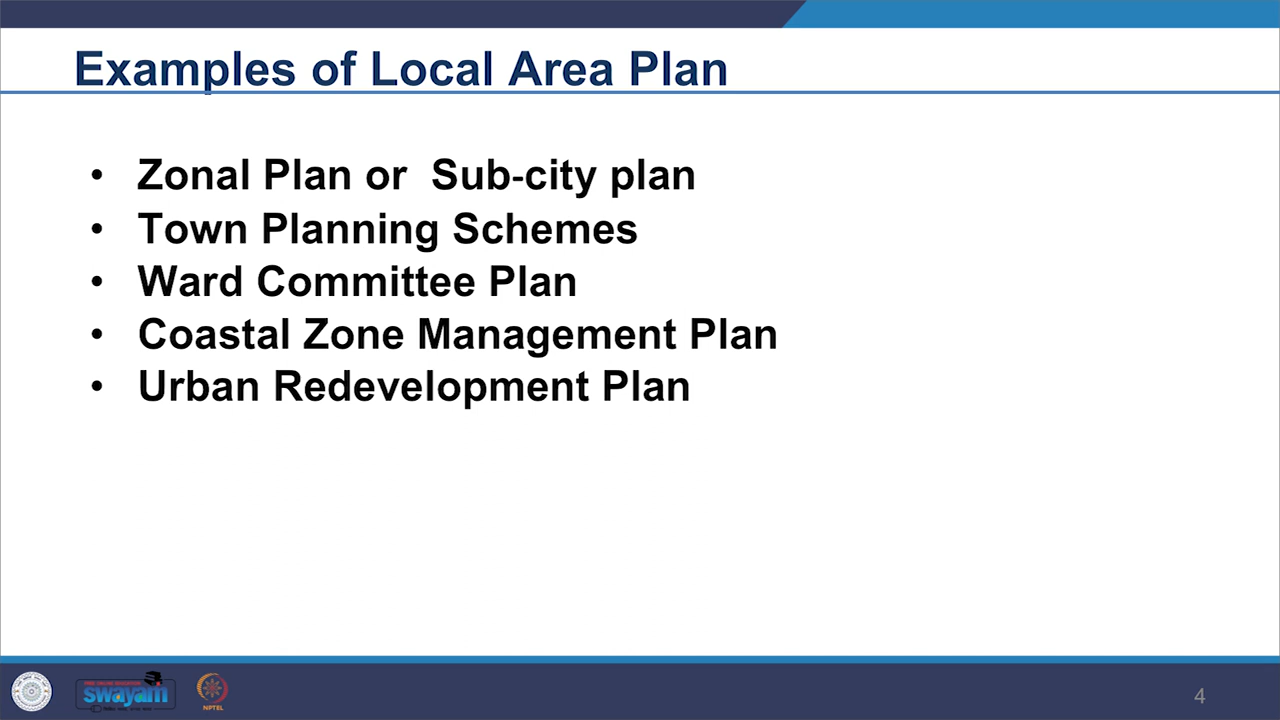 Examples of Local Area Plan
• Zonal Plan or Sub-city plan
• Town Planning Schemes
• Ward Committee Plan
• Coastal Zone Management Plan
• Urban Redevelopment Plan
swayam
NPTEL
4